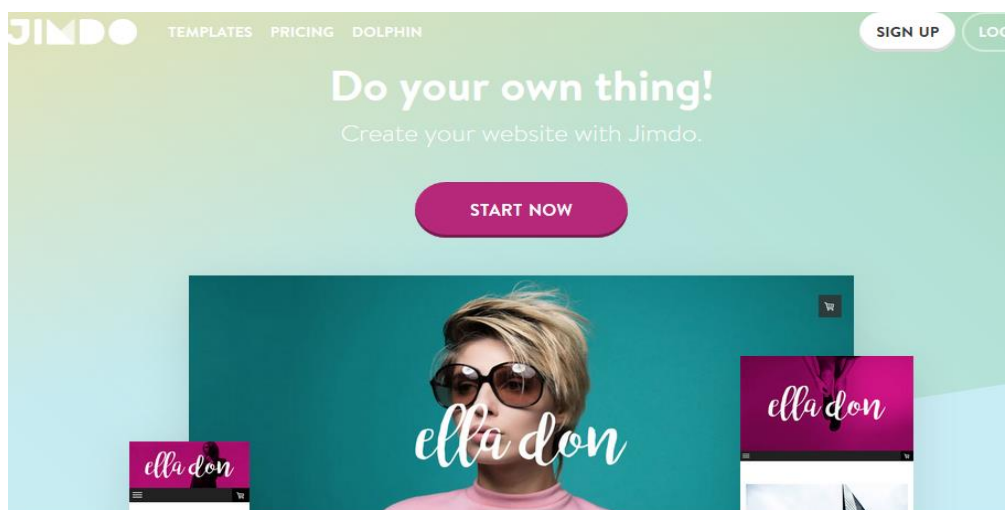 JIMDO TEMPLATES PRICING DOLPHIN SIGN UP
Do your own thing!
Create your website with Jimdo.
START NOW
ella don
ella don
ella don